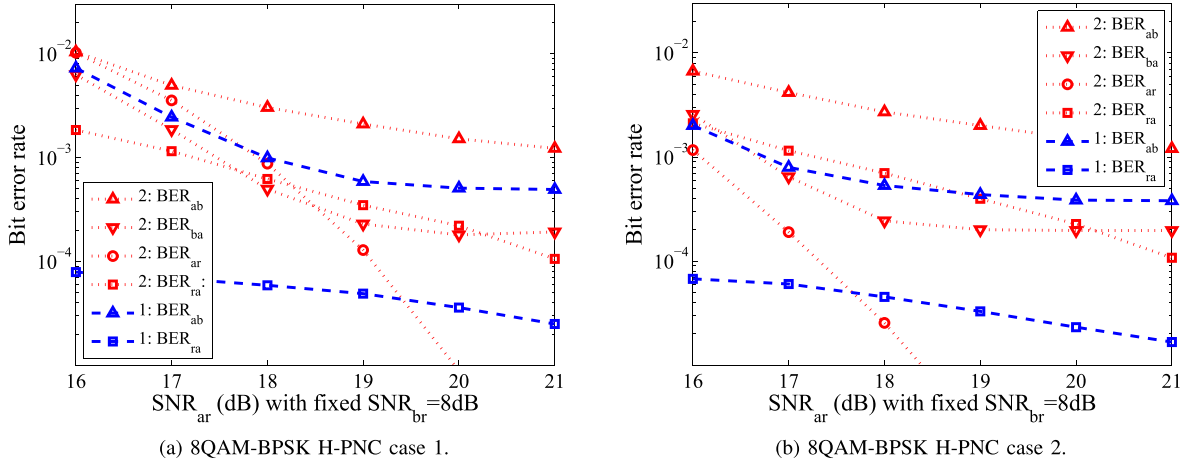 Bit error rate
10^-2
10^-3
10^-4
2: BER_ab
2: BER_ba
2: BER_ar
2: BER_ra:
1: BER_ab
1: BER_ra
16 17 18 19 20 21
SNR_ar (dB) with fixed SNR_br=8dB
(a) 8QAM-BPSK H-PNC case 1.
Bit error rate
10^-2
10^-3
10^-4
2: BER_ab
2: BER_ba
2: BER_ar
2: BER_ra
1: BER_ab
1: BER_ra
16 17 18 19 20 21
SNR_ar (dB) with fixed SNR_br=8dB
(b) 8QAM-BPSK H-PNC case 2.